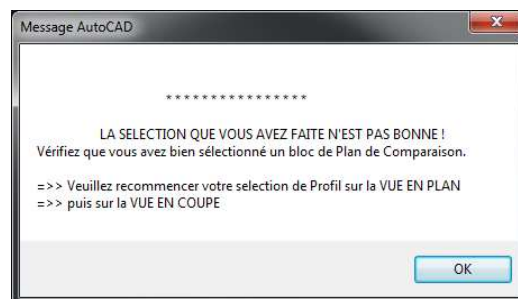 Message AutoCAD
* * * * * * * * * * * * * * * *
LA SELECTION QUE VOUS AVEZ FAITE N'EST PAS BONNE !
Vérifiez que vous avez bien sélectionné un bloc de Plan de Comparaison.
=>> Veuillez recommencer votre selection de Profil sur la VUE EN PLAN
=>> puis sur la VUE EN COUPE
OK